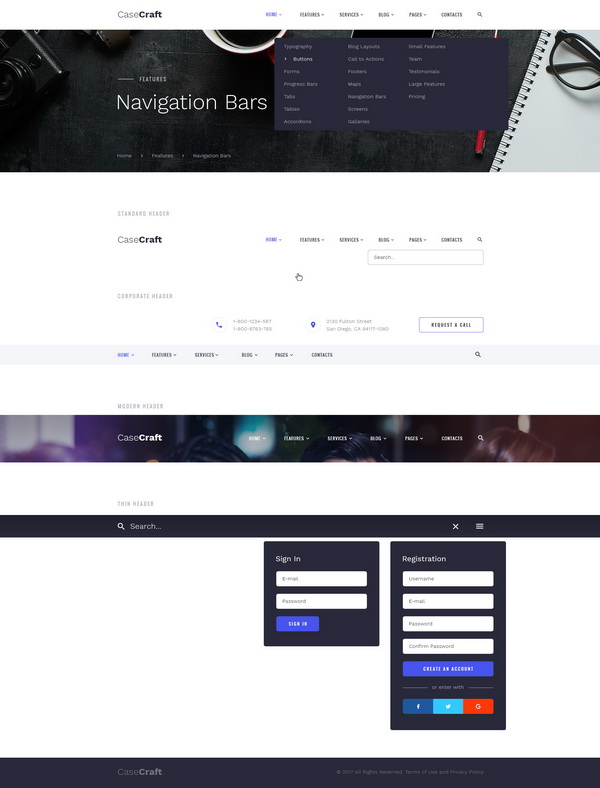 CaseCraft
HOME FEATURES SERVICES BLOG PAGES CONTACTS
Typography Blog Layouts Small Features
Buttons Call to Actions Team
Forms Footers Testimonials
Progress Bars Maps Large Features
Tabs Navigation Bars Pricing
Tables Screens
Accordions Galleries
FEATURES
Navigation Bars
Home Features Navigation Bars
STANDARD HEADER
CaseCraft
HOME FEATURES SERVICES BLOG PAGES CONTACTS
Search...
CORPORATE HEADER
1-800-1234-567 2130 Fulton Street
1-800-8763-765 San Diego, CA 94117-1080
REQUEST A CALL
HOME FEATURES SERVICES BLOG PAGES CONTACTS
MODERN HEADER
CaseCraft
HOME FEATURES SERVICES BLOG PAGES CONTACTS
THIN HEADER
Search...
Sign In
E-mail
Password
SIGN IN
Registration
Username
E-mail
Password
Confirm Password
CREATE AN ACCOUNT
or enter with
CaseCraft
© 2017 All Rights Reserved. Terms of Use and Privacy Policy